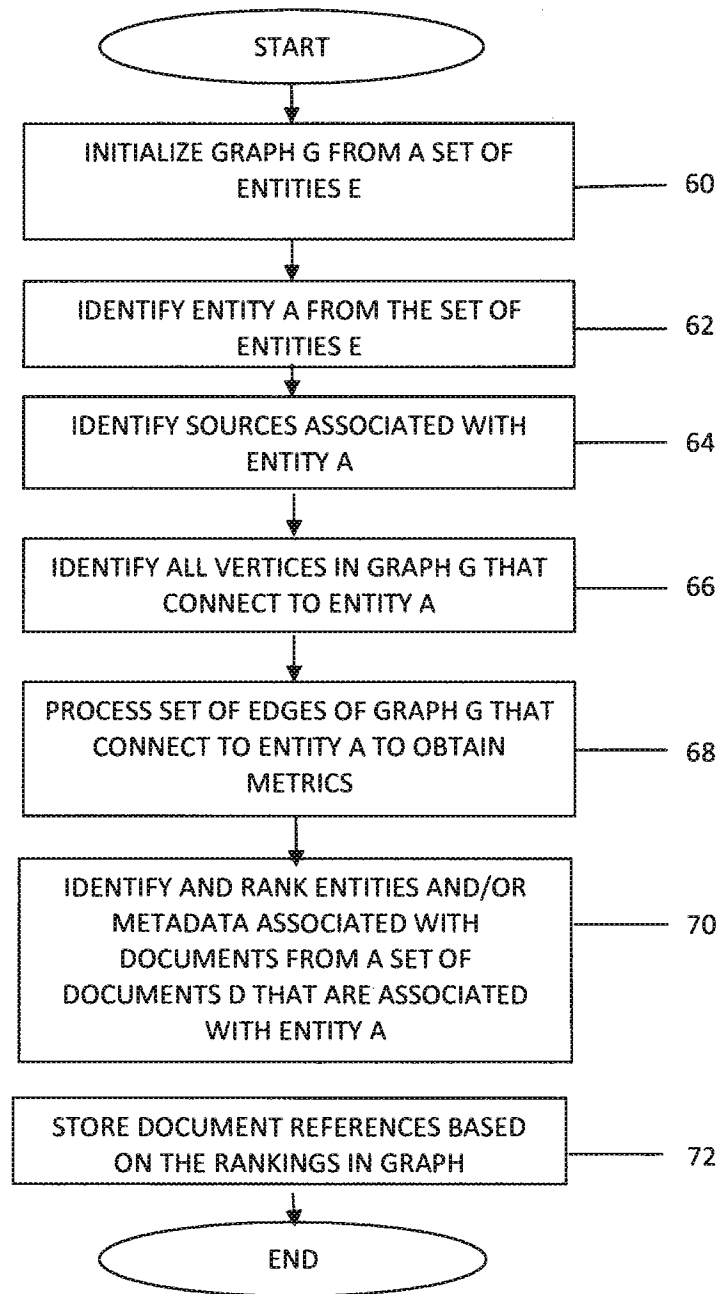 START
INITIALIZE GRAPH G FROM A SET OF
ENTITIES E
60
IDENTIFY ENTITY A FROM THE SET OF
ENTITIES E
62
IDENTIFY SOURCES ASSOCIATED WITH
ENTITY A
64
IDENTIFY ALL VERTICES IN GRAPH G THAT
CONNECT TO ENTITY A
66
PROCESS SET OF EDGES OF GRAPH G THAT
CONNECT TO ENTITY A TO OBTAIN
METRICS
68
IDENTIFY AND RANK ENTITIES AND/OR
METADATA ASSOCIATED WITH
DOCUMENTS FROM A SET OF
DOCUMENTS D THAT ARE ASSOCIATED
WITH ENTITY A
70
STORE DOCUMENT REFERENCES BASED
ON THE RANKINGS IN GRAPH
72
END